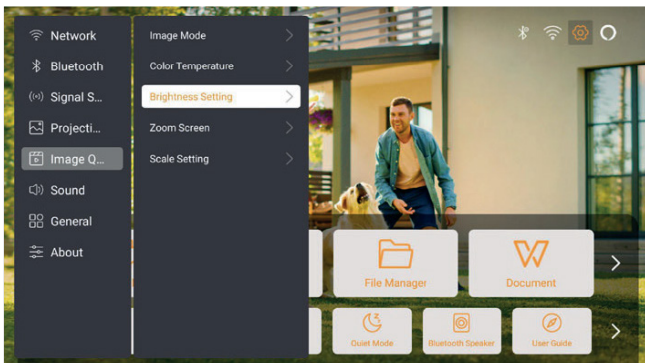 Network
Bluetooth
Signal S...
Projecti...
Image Q...
Sound
General
About
Image Mode
Color Temperature
Brightness Setting
Zoom Screen
Scale Setting
File Manager
Document
Quiet Mode
Bluetooth Speaker
User Guide